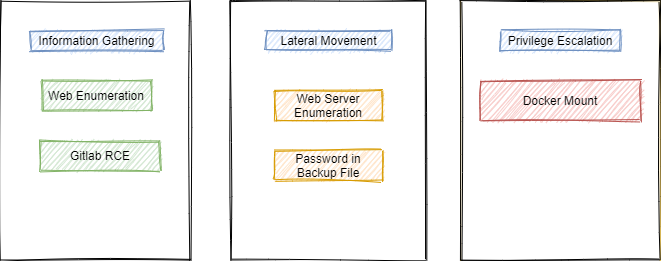 Information Gathering
Web Enumeration
Gitlab RCE
Lateral Movement
Web Server
Enumeration
Password in
Backup File
Privilege Escalation
Docker Mount